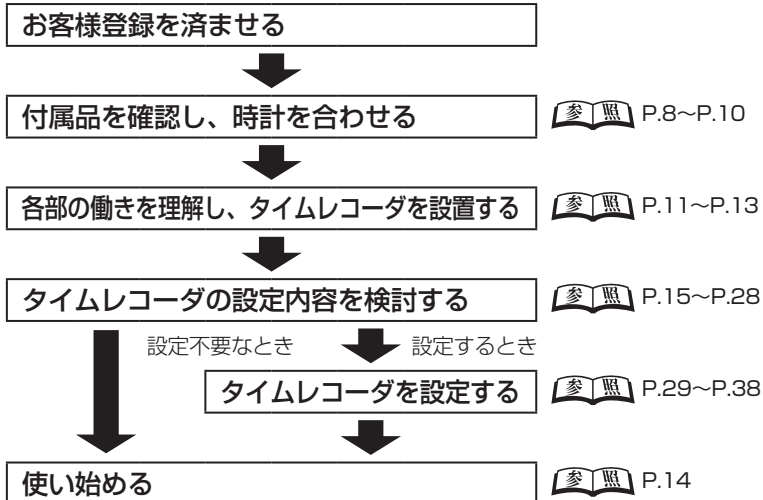 お客様登録を済ませる
付属品を確認し、時計を合わせる 参照 P.8~P.10
各部の働きを理解し、タイムレコーダを設置する 参照 P.11~P.13
タイムレコーダの設定内容を検討する 参照 P.15~P.28
設定不要なとき 設定するとき
タイムレコーダを設定する 参照 P.29~P.38
使い始める 参照 P.14